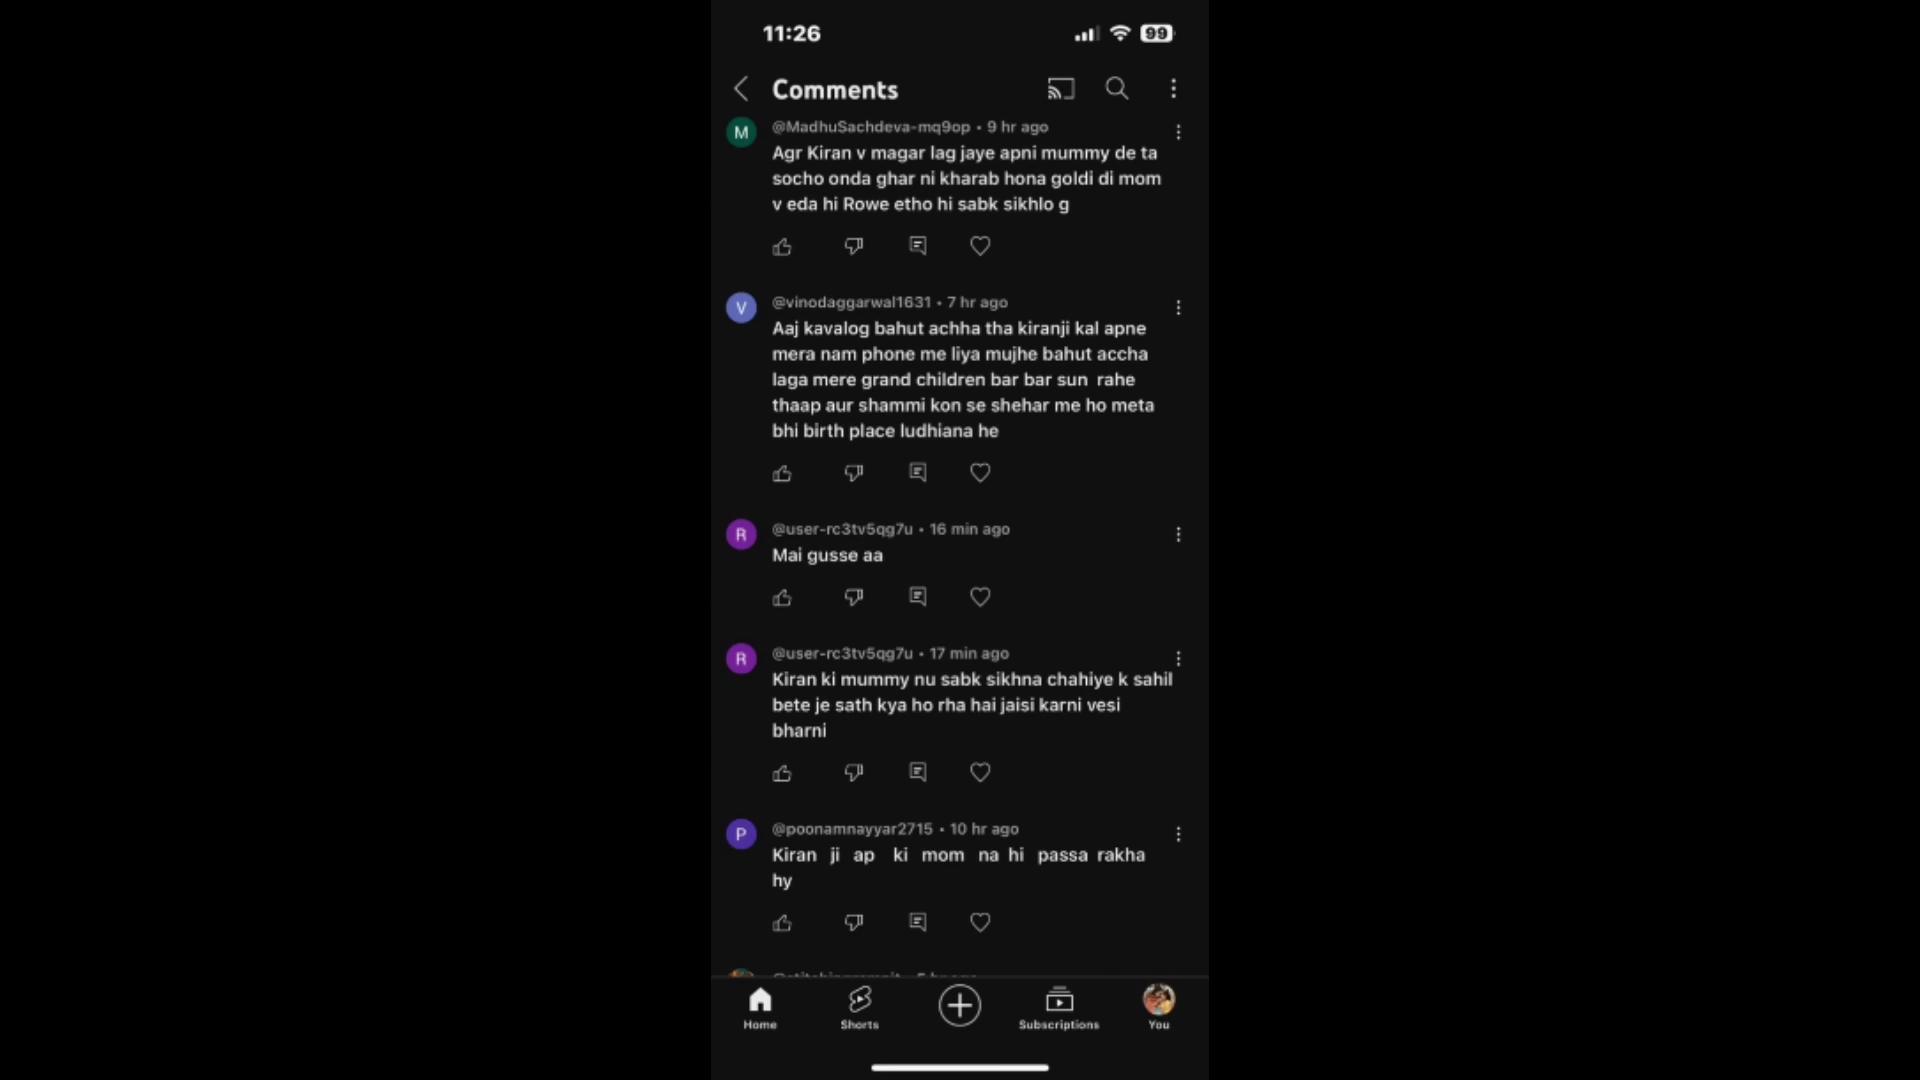 11:26
99
Comments
M
@MadhuSachdeva-mq9op • 9 hr ago
Agr Kiran v magar lag jaye apni mummy de ta
socho onda ghar ni kharab hona goldi di mom
v eda hi Rowe etho hi sabk sikhlo g
V
@vinodaggarwal1631 • 7 hr ago
Aaj kavalog bahut achha tha kiranji kal apne
mera nam phone me liya mujhe bahut accha
laga mere grand children bar bar sun rahe
thaap aur shammi kon se shehar me ho meta
bhi birth place ludhiana he
R
@user-rc3tv5qg7u • 16 min ago
Mai gusse aa
R
@user-rc3tv5qg7u • 17 min ago
Kiran ki mummy nu sabk sikhna chahiye k sahil
bete je sath kya ho rha hai jaisi karni vesi
bharni
P
@poonamnayyar2715 • 10 hr ago
Kiran ji ap ki mom na hi passa rakha
hy
Home
Shorts
Subscriptions
You